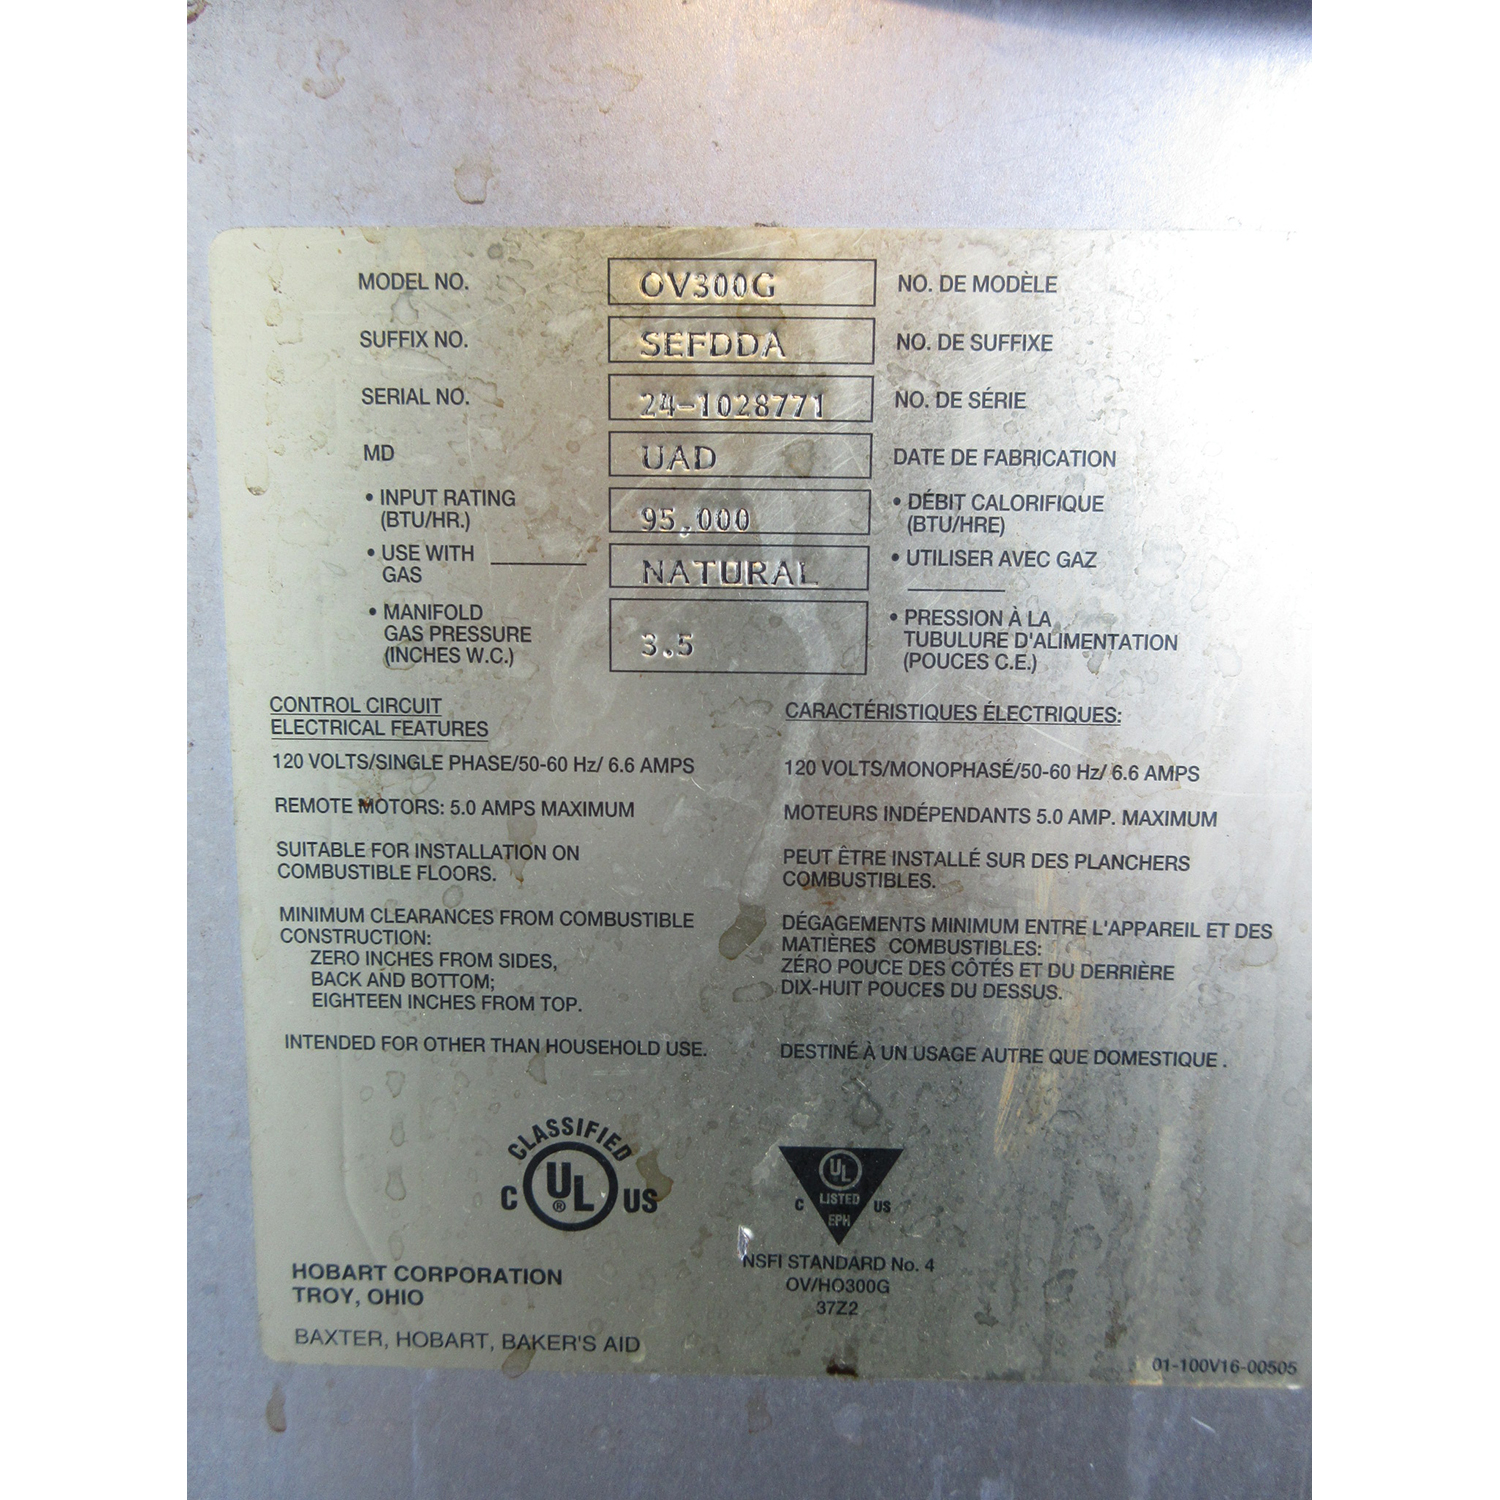 MODEL NO. OV300G NO. DE MODÈLE
SUFFIX NO. SEFDDA NO. DE SUFFIXE
SERIAL NO. 24-1028771 NO. DE SÉRIE
MD UAD DATE DE FABRICATION
• INPUT RATING
(BTU/HR.)
95,000
• DÉBIT CALORIFIQUE
(BTU/HRE)
• USE WITH
GAS
NATURAL
• UTILISER AVEC GAZ
• MANIFOLD
GAS PRESSURE
(INCHES W.C.)
3.5
• PRESSION À LA
TUBULURE D'ALIMENTATION
(POUCES C.E.)
CONTROL CIRCUIT
ELECTRICAL FEATURES
120 VOLTS/SINGLE PHASE/50-60 Hz/ 6.6 AMPS
REMOTE MOTORS: 5.0 AMPS MAXIMUM
SUITABLE FOR INSTALLATION ON
COMBUSTIBLE FLOORS.
MINIMUM CLEARANCES FROM COMBUSTIBLE
CONSTRUCTION:
ZERO INCHES FROM SIDES,
BACK AND BOTTOM;
EIGHTEEN INCHES FROM TOP.
INTENDED FOR OTHER THAN HOUSEHOLD USE.
CARACTÉRISTIQUES ÉLECTRIQUES:
120 VOLTS/MONOPHASÉ/50-60 Hz/ 6.6 AMPS
MOTEURS INDÉPENDANTS 5.0 AMP. MAXIMUM
PEUT ÊTRE INSTALLÉ SUR DES PLANCHERS
COMBUSTIBLES.
DÉGAGEMENTS MINIMUM ENTRE L'APPAREIL ET DES
MATIÈRES COMBUSTIBLES:
ZÉRO POUCE DES CÔTÉS ET DU DERRIÈRE
DIX-HUIT POUCES DU DESSUS.
DESTINÉ À UN USAGE AUTRE QUE DOMESTIQUE .
CLASSIFIED
C UL ® US
UL
C LISTED US
EPH
NSFI STANDARD No. 4
OV/HO300G
37Z2
HOBART CORPORATION
TROY, OHIO
BAXTER, HOBART, BAKER'S AID
01-100V16-00505